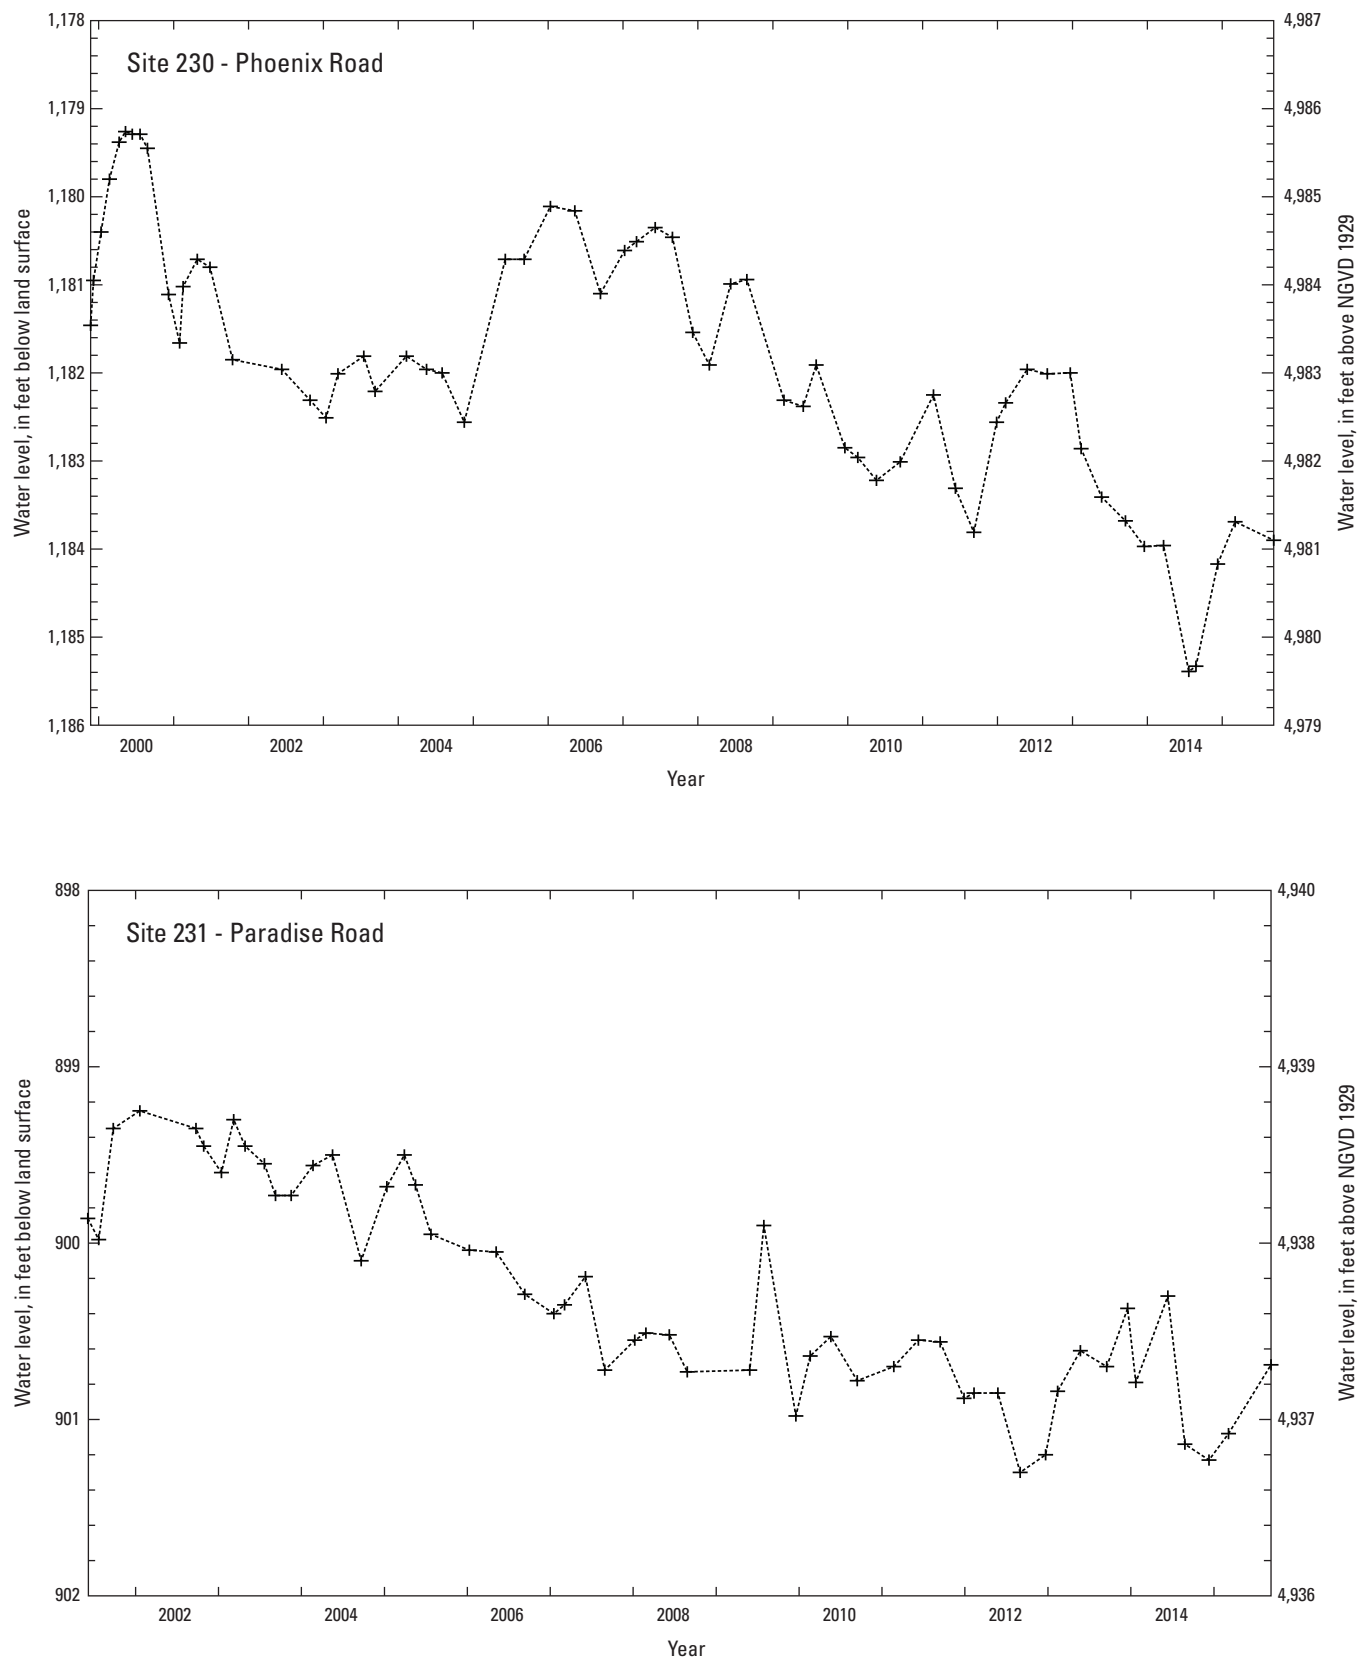 Site 230 - Phoenix Road
Water level, in feet below land surface
1,178
1,179
1,180
1,181
1,182
1,183
1,184
1,185
1,186
4,987
4,986
4,985
4,984
4,983
4,982
4,981
4,980
4,979
Water level, in feet above NGVD 1929
2000 2002 2004 2006 2008 2010 2012 2014
Year
Site 231 - Paradise Road
Water level, in feet below land surface
898
899
900
901
902
4,940
4,939
4,938
4,937
4,936
Water level, in feet above NGVD 1929
2002 2004 2006 2008 2010 2012 2014
Year